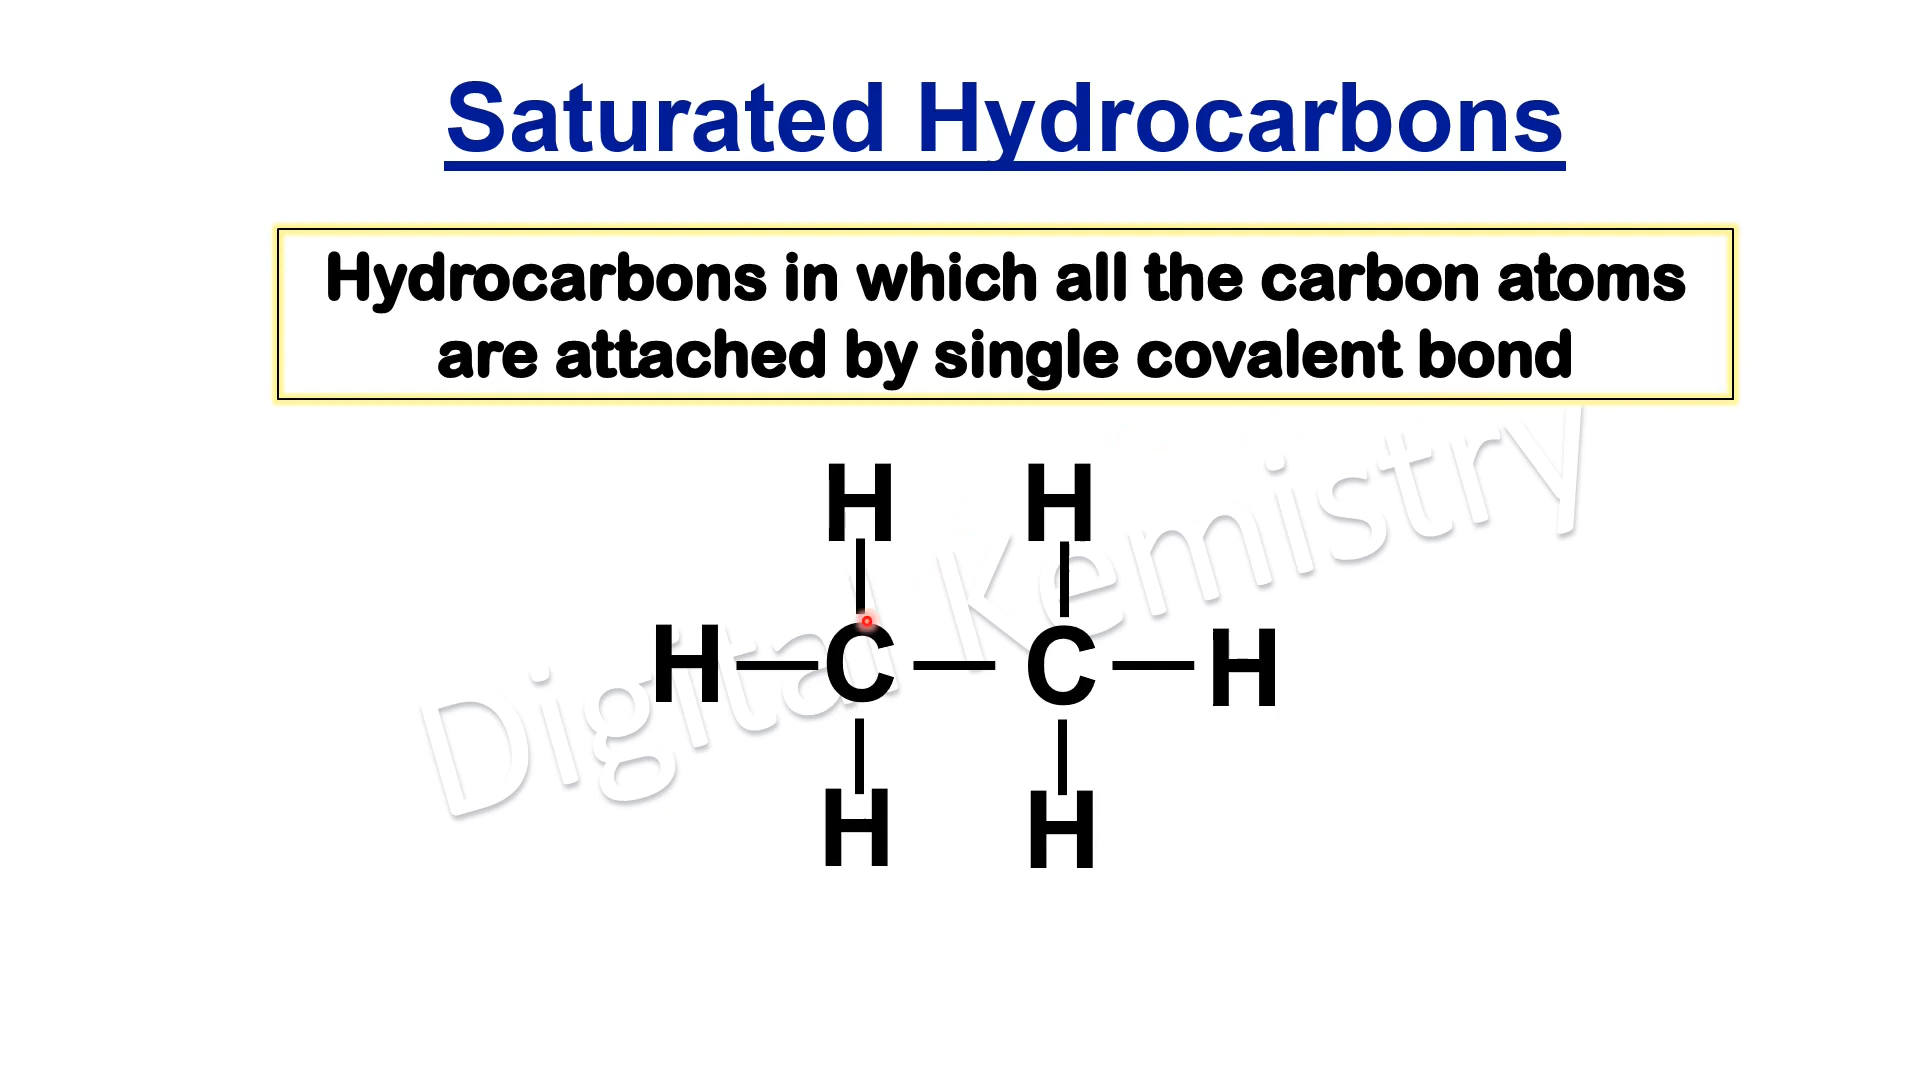 Saturated Hydrocarbons
Hydrocarbons in which all the carbon atoms
are attached by single covalent bond
Digital Kemistry
H H
H C C H
H H